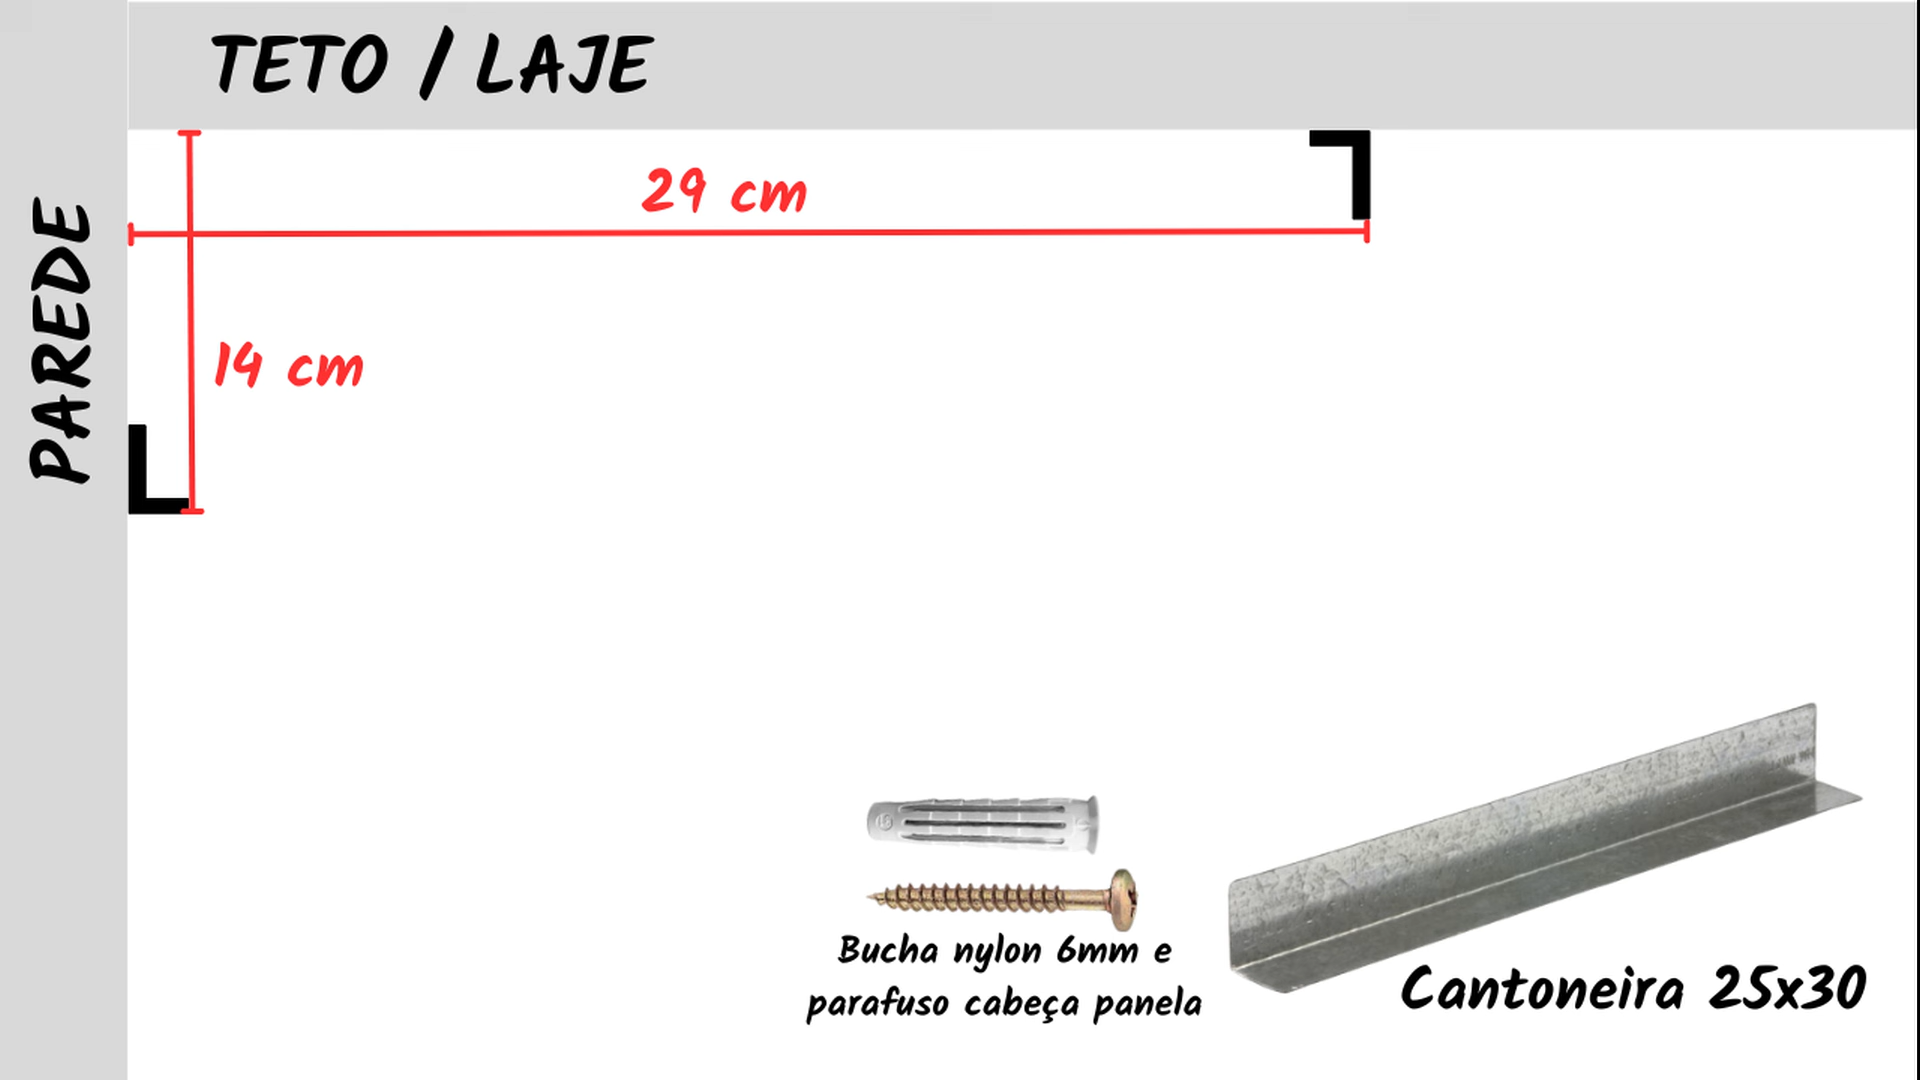 TETO / LAJE
PAREDE
29 cm
14 cm
Bucha nylon 6mm e
parafuso cabeça panela
Cantoneira 25x30